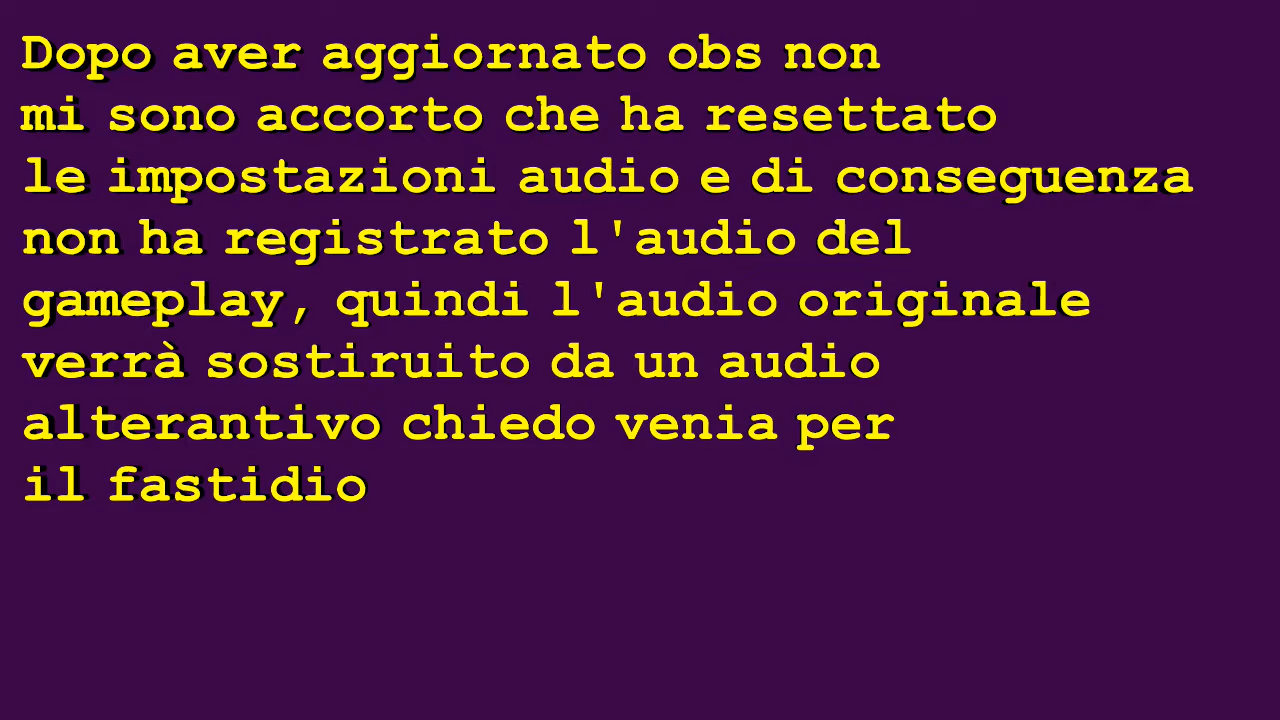 Dopo aver aggiornato obs non
mi sono accorto che ha resettato
le impostazioni audio e di conseguenza
non ha registrato l'audio del
gameplay, quindi l'audio originale
verrà sostiruito da un audio
alterantivo chiedo venia per
il fastidio